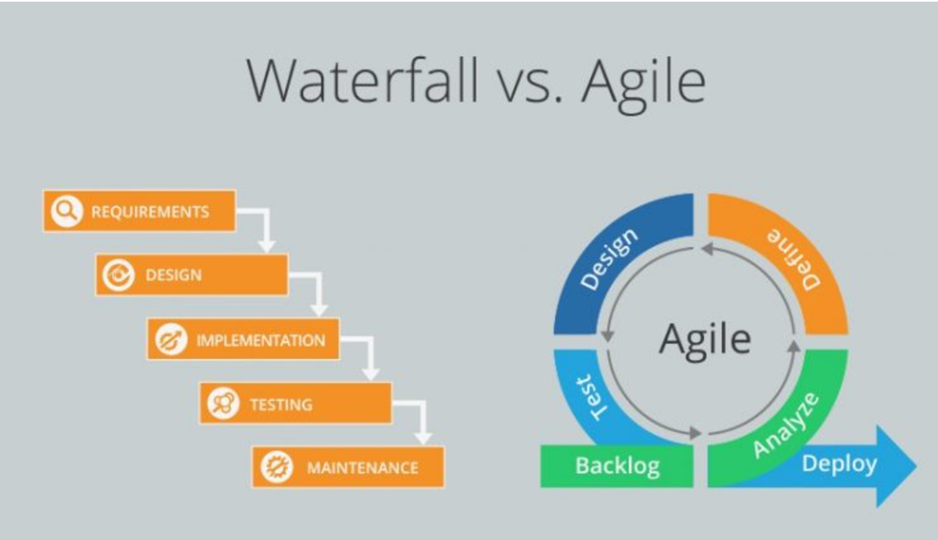 Waterfall vs. Agile
REQUIREMENTS
DESIGN
IMPLEMENTATION
TESTING
MAINTENANCE
Design
Define
Agile
Test
Analyze
Backlog
Deploy